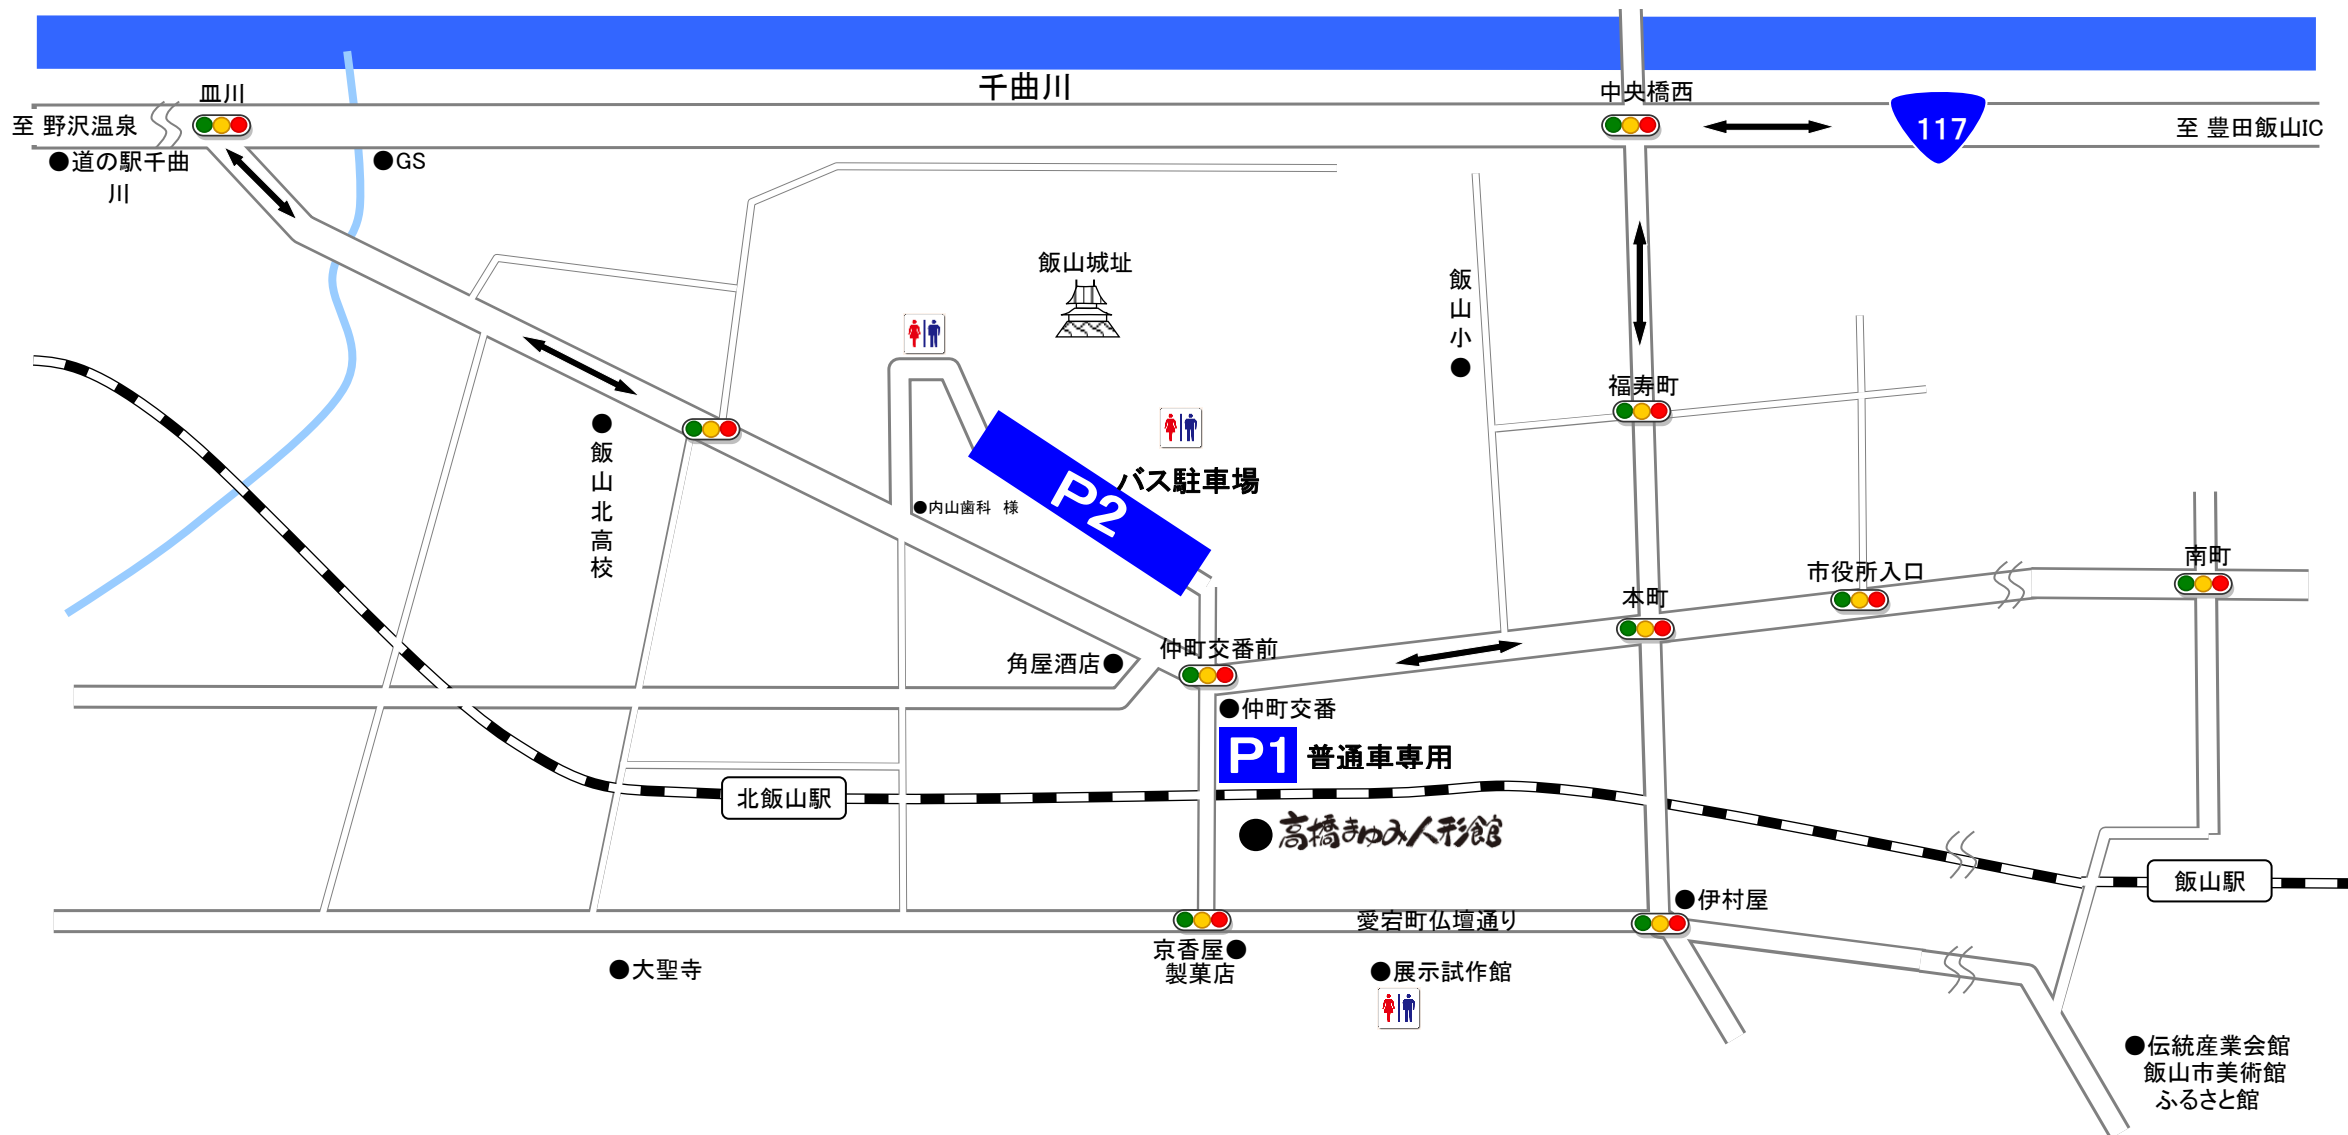 千曲川
皿川
中央橋西
至 野沢温泉
117
至 豊田飯山IC
●道の駅千曲
川
●GS
飯山城址
飯山小●
福寿町
●飯山北高校
バス駐車場
P2
●内山歯科 様
南町
市役所入口
本町
仲町交番前
角屋酒店●
●仲町交番
P1
普通車専用
北飯山駅
●高橋まゆみ人形館
飯山駅
●伊村屋
愛宕町仏壇通り
京香屋●
製菓店
●大聖寺
●展示試作館
●伝統産業会館
飯山市美術館
ふるさと館